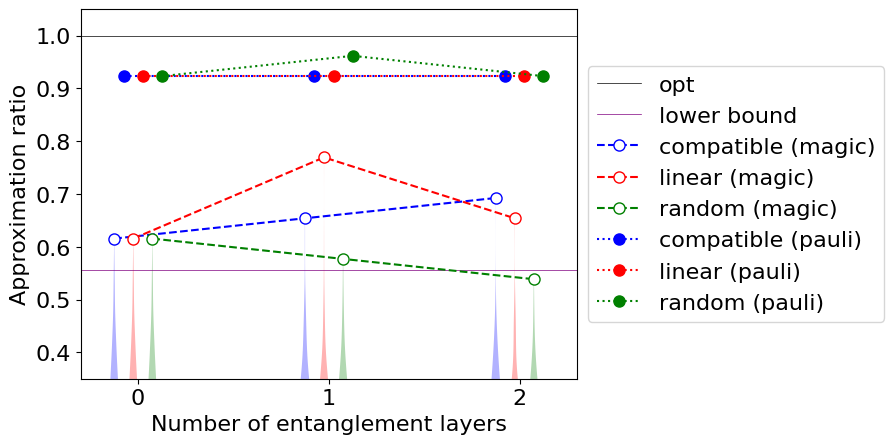 1.0
0.9
0.8
0.7
0.6
0.5
0.4
Approximation ratio
0 1 2
Number of entanglement layers
opt
lower bound
compatible (magic)
linear (magic)
random (magic)
compatible (pauli)
linear (pauli)
random (pauli)